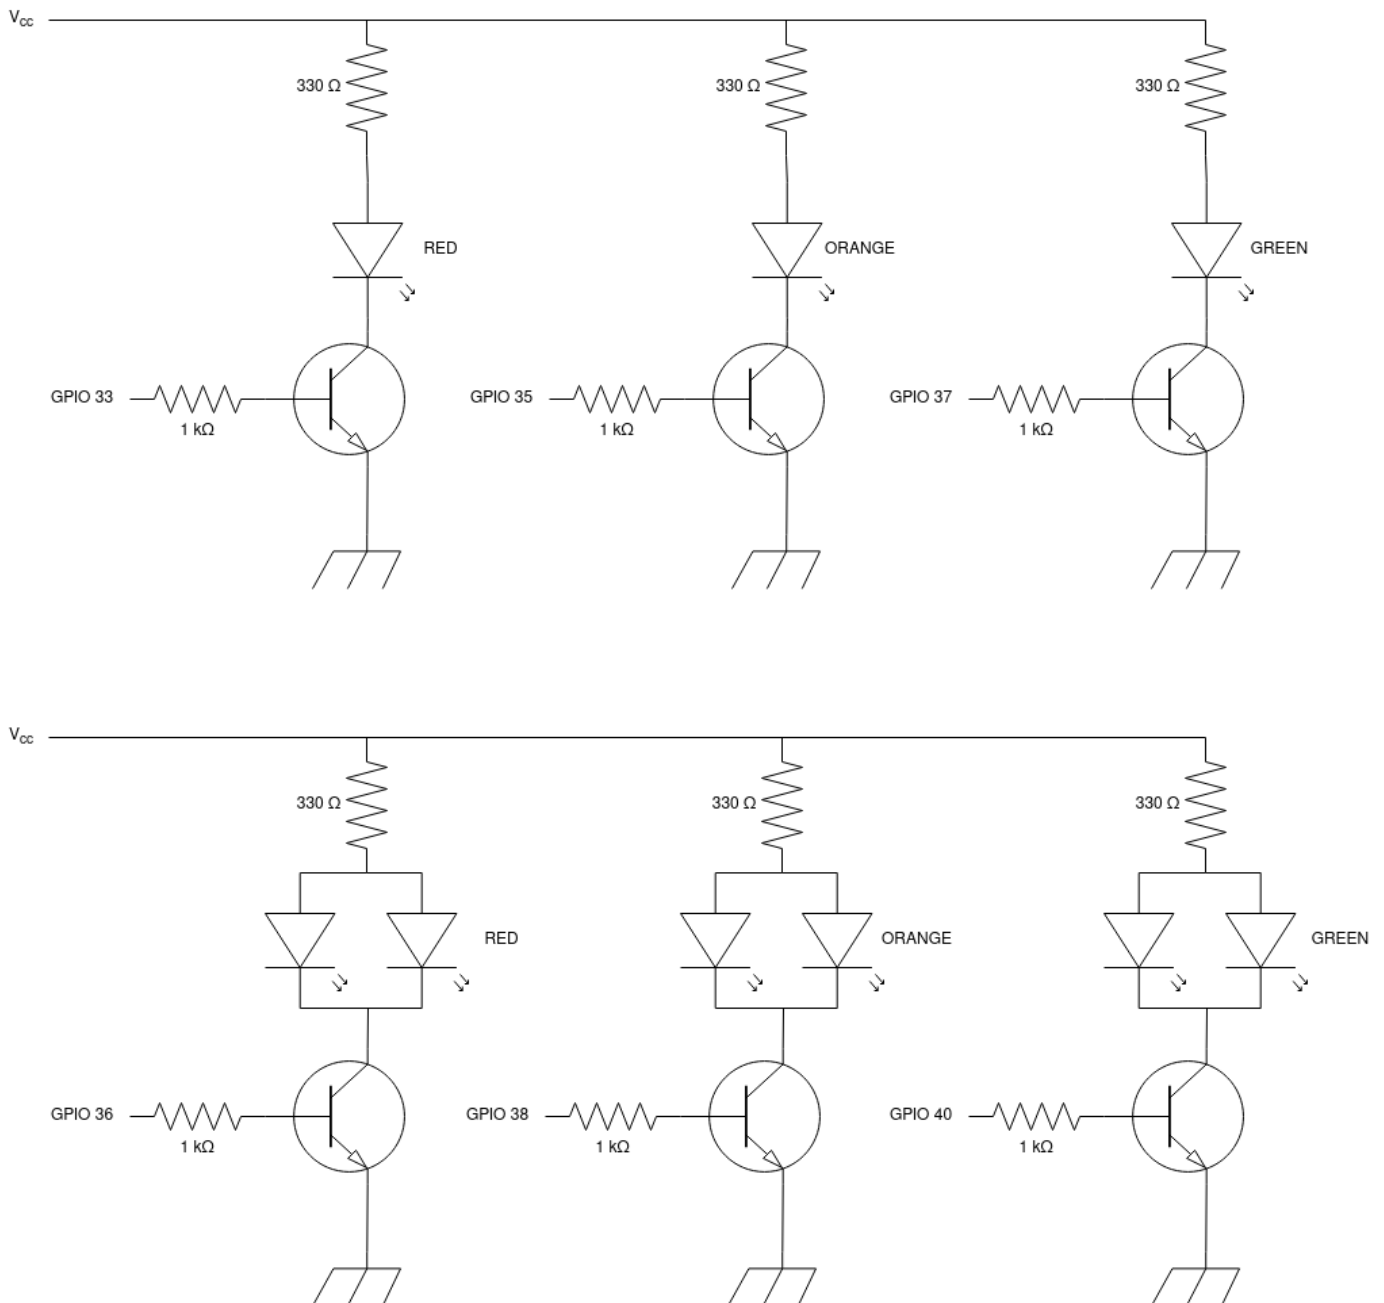 VCC
330 Ω
330 Ω
330 Ω
RED
ORANGE
GREEN
GPIO 33
GPIO 35
GPIO 37
1 kΩ
1 kΩ
1 kΩ
VCC
330 Ω
330 Ω
330 Ω
RED
ORANGE
GREEN
GPIO 36
GPIO 38
GPIO 40
1 kΩ
1 kΩ
1 kΩ